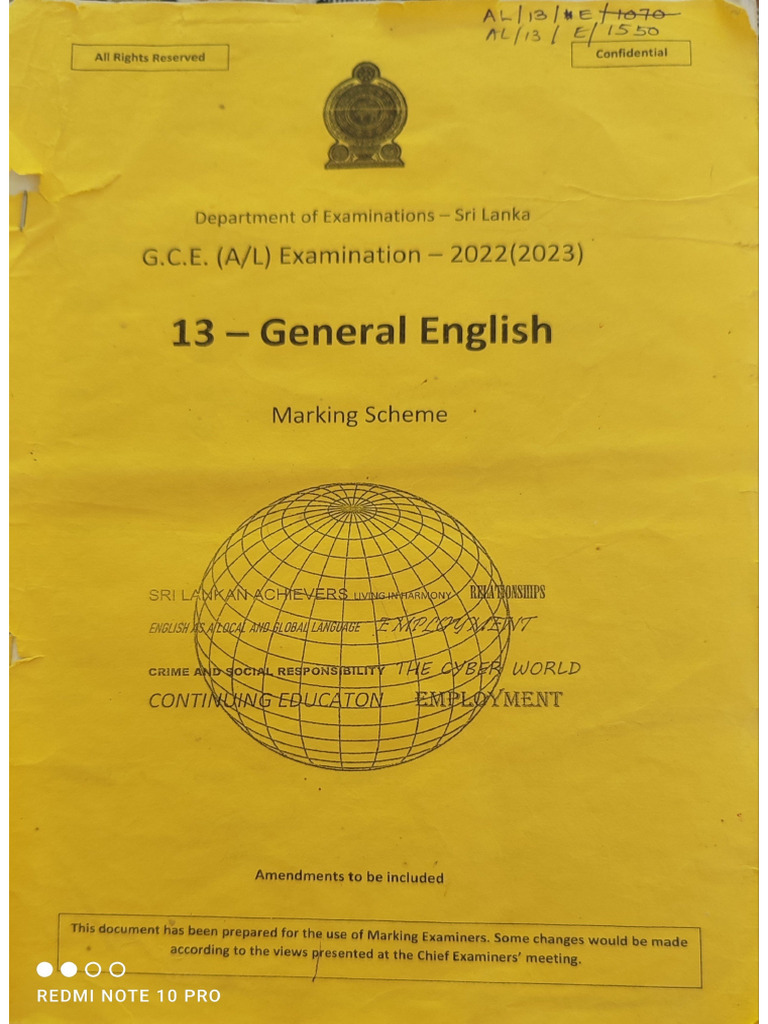 AL/13/E/1070
AL/13/E/1550
All Rights Reserved
Confidential
Department of Examinations – Sri Lanka
G.C.E. (A/L) Examination – 2022(2023)
13 – General English
Marking Scheme
SRI LANKAN ACHIEVERS LIVING IN HARMONY RELATIONSHIPS
ENGLISH AS A LOCAL AND GLOBAL LANGUAGE EMPLOYMENT
CRIME AND SOCIAL RESPONSIBILITY THE CYBER WORLD
CONTINUING EDUCATON EMPLOYMENT
Amendments to be included
This document has been prepared for the use of Marking Examiners. Some changes would be made
according to the views presented at the Chief Examiners' meeting.
REDMI NOTE 10 PRO